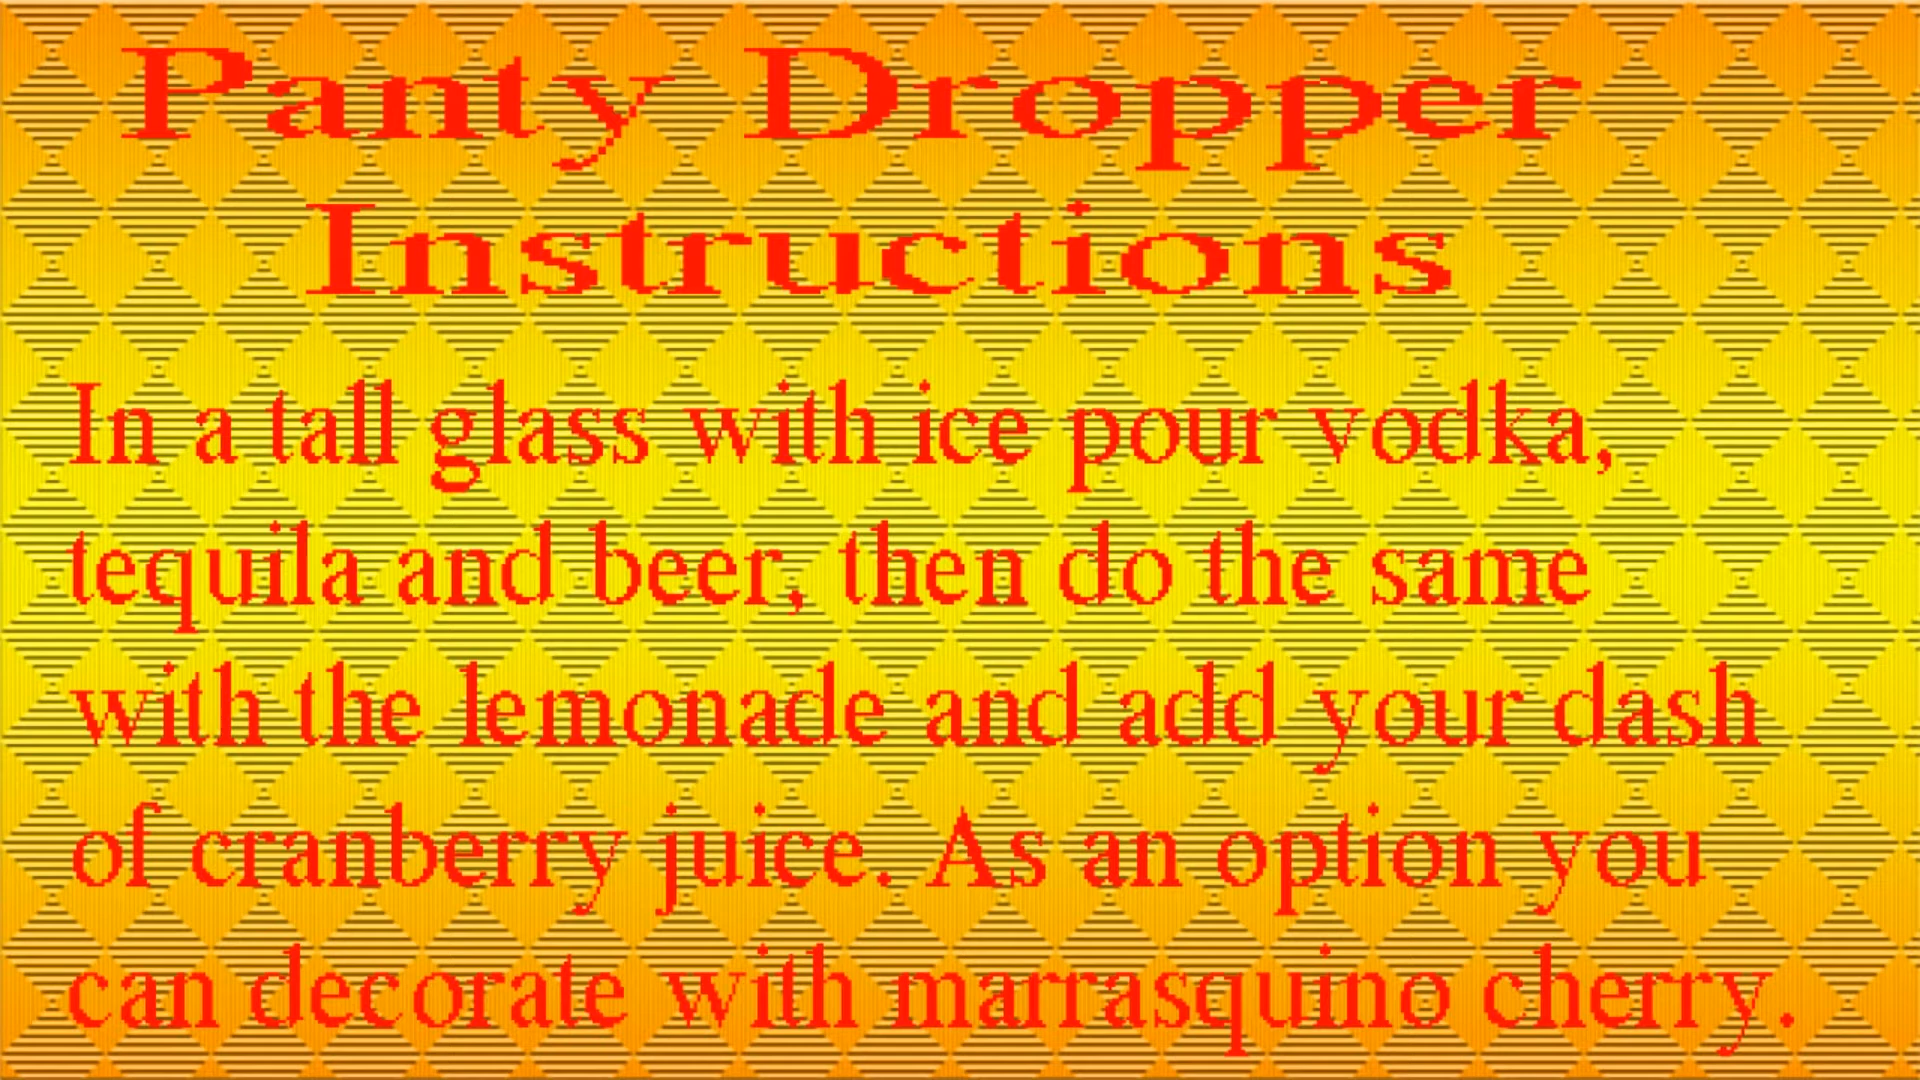 Panty Dropper
Instructions
In a tall glass with ice pour vodka,
tequila and beer, then do the same
with the lemonade and add your dash
of cranberry juice. As an option you
can decorate with marrasquino cherry.